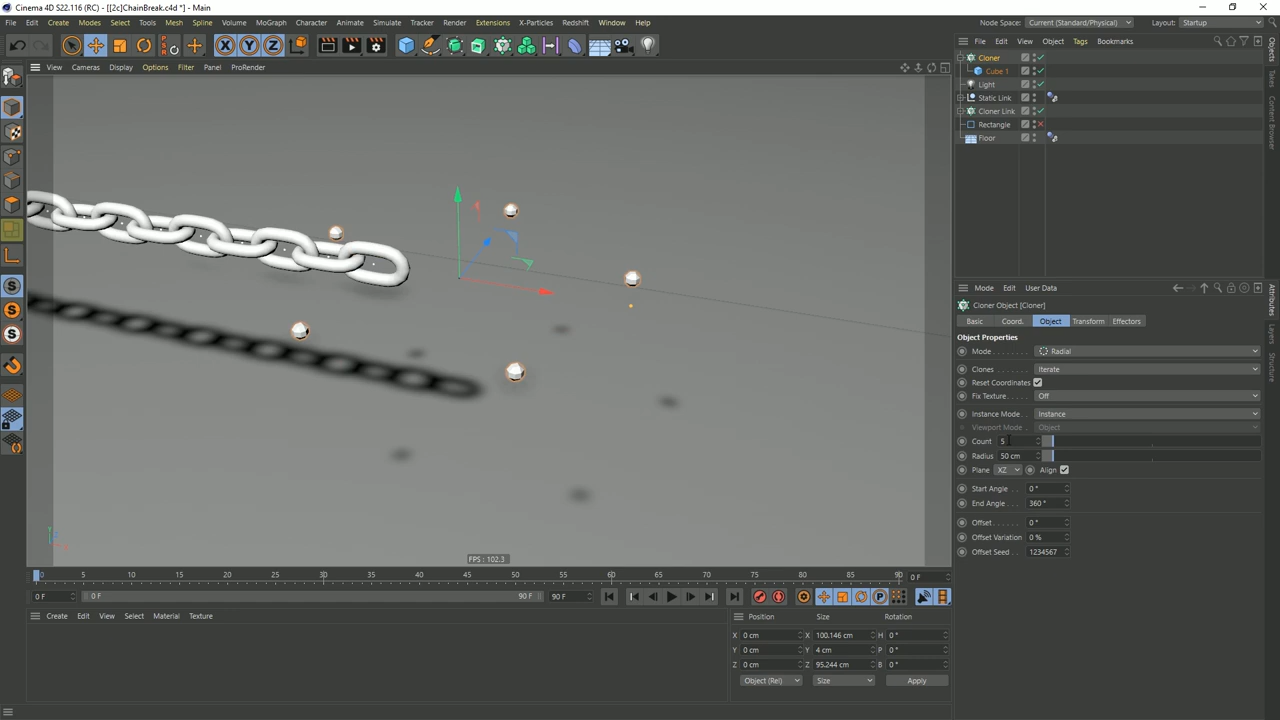 Cinema 4D S22.116 (RC) - [[2c]ChainBreak.c4d *] - Main
File Edit Create Modes Select Tools Mesh Spline Volume MoGraph Character Animate Simulate Tracker Render Extensions X-Particles Redshift Window Help Node Space: Current (Standard/Physical) Layout: Startup
X Y Z
File Edit View Object Tags Bookmarks
Cloner
Cube 1
Light
Static Link
Cloner Link
Rectangle
Floor
View Cameras Display Options Filter Panel ProRender
Mode Edit User Data
Cloner Object [Cloner]
Basic Coord. Object Transform Effectors
Object Properties
Mode Radial
Clones Iterate
Reset Coordinates
Fix Texture Off
Instance Mode Instance
Viewport Mode Object
Count 5
Radius 50 cm
Plane XZ Align
Start Angle 0 °
End Angle 360 °
Offset 0 °
Offset Variation 0 %
Offset Seed 1234567
Objects
Takes
Content Browser
Attributes
Layers
Structure
FPS : 102.3
0 5 10 15 20 25 30 35 40 45 50 55 60 65 70 75 80 85 90 0 F
0 F 0 F 90 F 90 F
Create Edit View Select Material Texture
Position Size Rotation
X 0 cm X 100.146 cm H 0 °
Y 0 cm Y 4 cm P 0 °
Z 0 cm Z 95.244 cm B 0 °
Object (Rel) Size Apply